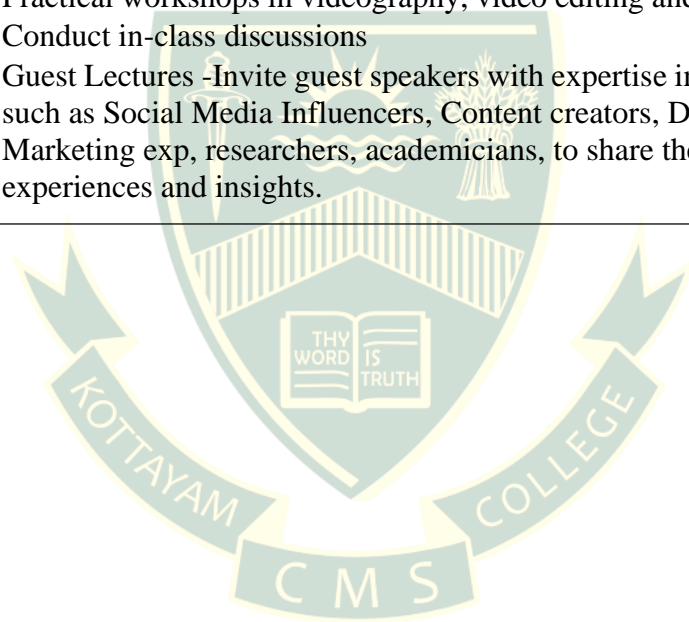 Practical workshops in videography, video editing and
Conduct in-class discussions
Guest Lectures -Invite guest speakers with expertise in
such as Social Media Influencers, Content creators, D
Marketing exp, researchers, academicians, to share the
experiences and insights.
THY
WORD IS
TRUTH
KOTTAYAM
CMS
COLLEGE